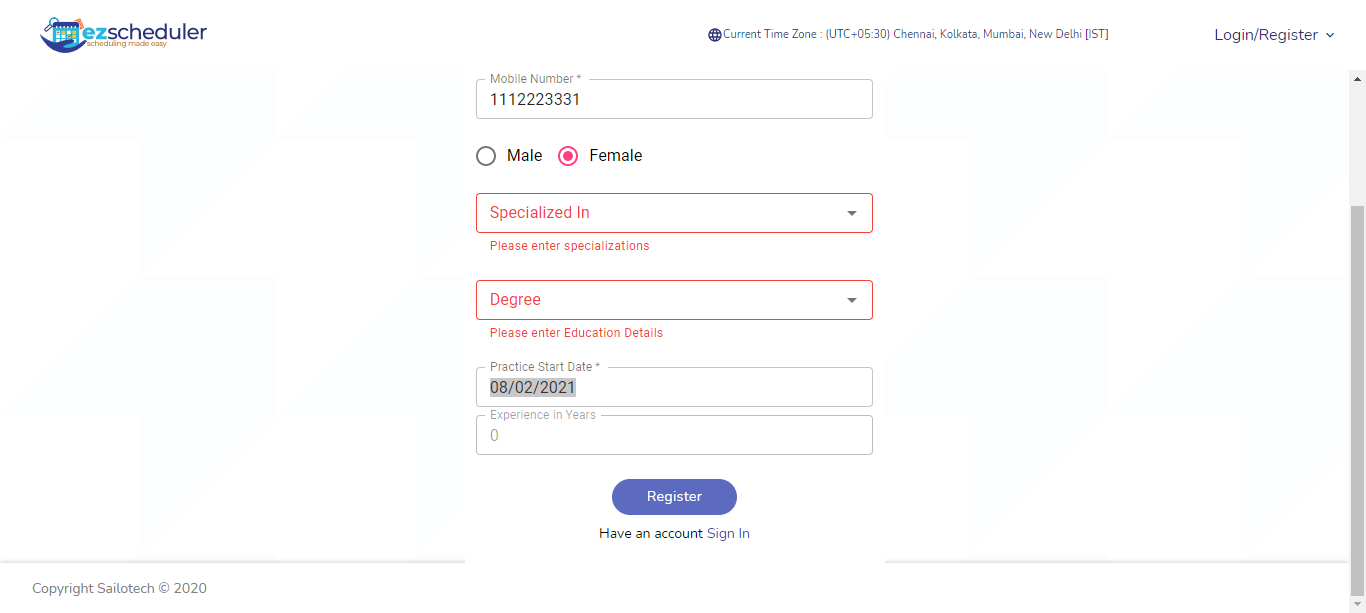 ezscheduler
scheduling made easy
Current Time Zone : (UTC+05:30) Chennai, Kolkata, Mumbai, New Delhi [IST]
Login/Register
Mobile Number *
1112223331
Male
Female
Specialized In
Please enter specializations
Degree
Please enter Education Details
Practice Start Date *
08/02/2021
Experience in Years
0
Register
Have an account Sign In
Copyright Sailotech © 2020